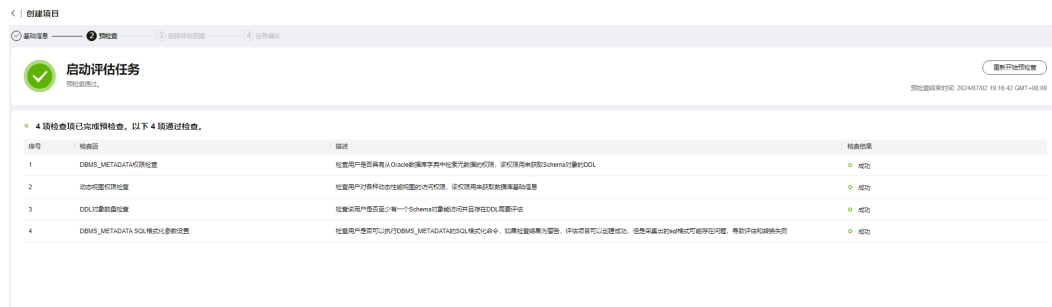 < | 创建项目
基础信息 2 预检查 3 选择评估范围 4 任务确认
启动评估任务
预检查通过。
重新开始预检查
预检查结束时间: 2024/07/02 19:16:42 GMT+08:00
4 项检查项已完成预检查。以下 4 项通过检查。
序号 检查项 描述 检查结果
1 DBMS_METADATA权限检查 检查用户是否具有从Oracle数据库字典中检索元数据的权限，该权限用来获取Schema对象的DDL 成功
2 动态视图权限检查 检查用户对各种动态性能视图的访问权限，该权限用来获取数据库基础信息 成功
3 DDL对象数量检查 检查该用户是否至少有一个Schema对象能访问并且存在DDL需要评估 成功
4 DBMS_METADATA SQL格式化参数设置 检查用户是否可以执行DBMS_METADATA的SQL格式化命令，如果检查结果为警告，评估项目可以创建成功，但是采集出的sql格式可能存在问题，导致评估和转换失败 成功